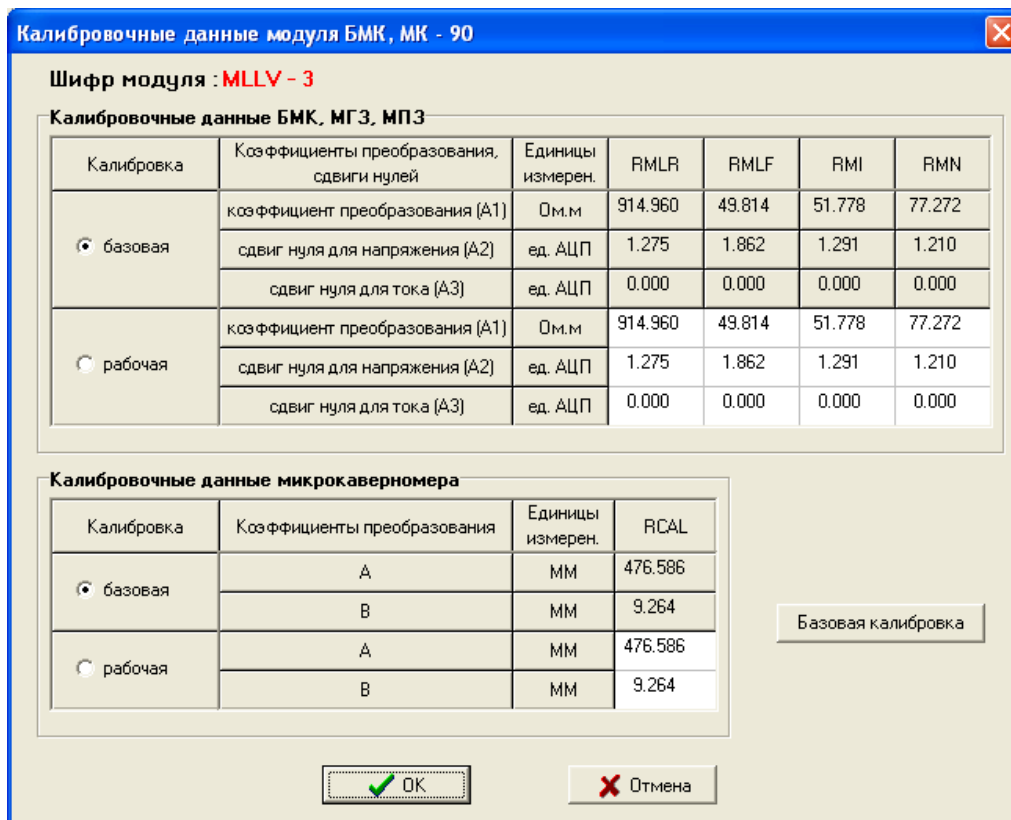 Калибровочные данные модуля БМК, МК - 90
Шифр модуля : MLLV - 3
Калибровочные данные БМК, МГЗ, МПЗ
Калибровка Коэффициенты преобразования, сдвиги нулей Единицы измерен. RMLR RMLF RMI RMN
базовая
коэффициент преобразования (A1) Ом.м 914.960 49.814 51.778 77.272
сдвиг нуля для напряжения (A2) ед. АЦП 1.275 1.862 1.291 1.210
сдвиг нуля для тока (A3) ед. АЦП 0.000 0.000 0.000 0.000
рабочая
коэффициент преобразования (A1) Ом.м 914.960 49.814 51.778 77.272
сдвиг нуля для напряжения (A2) ед. АЦП 1.275 1.862 1.291 1.210
сдвиг нуля для тока (A3) ед. АЦП 0.000 0.000 0.000 0.000
Калибровочные данные микрокаверномера
Калибровка Коэффициенты преобразования Единицы измерен. RCAL
базовая
A ММ 476.586
B ММ 9.264
рабочая
A ММ 476.586
B ММ 9.264
Базовая калибровка
OK
Отмена